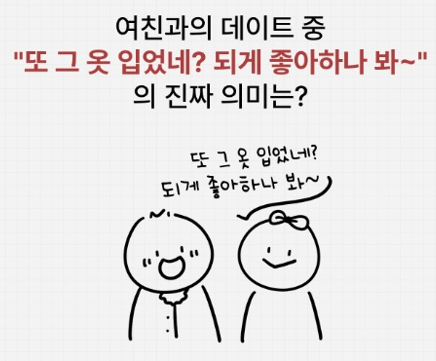 여친과의 데이트 중
"또 그 옷 입었네? 되게 좋아하나 봐~"
의 진짜 의미는?
또 그 옷 입었네?
되게 좋아하나 봐~